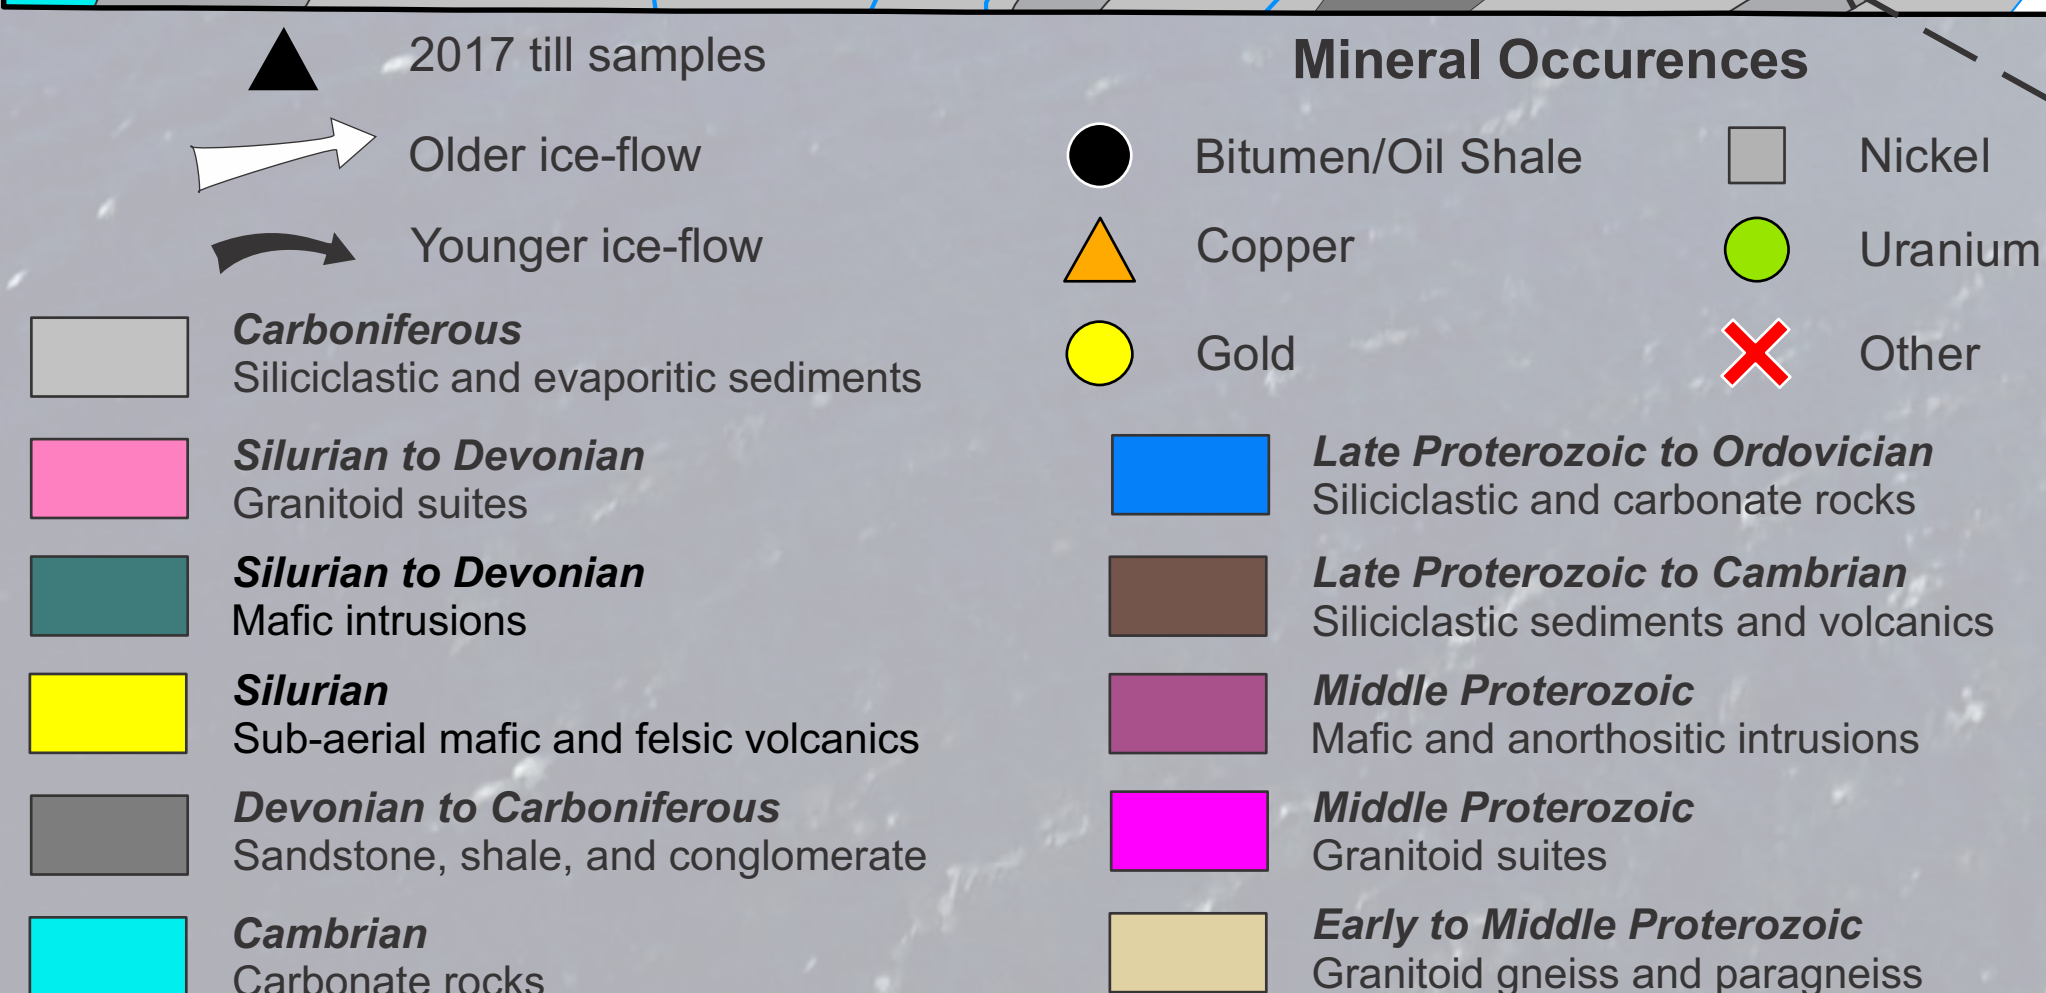 2017 till samples
Older ice-flow
Younger ice-flow
Mineral Occurences
Bitumen/Oil Shale
Copper
Gold
Nickel
Uranium
Other
Carboniferous
Siliciclastic and evaporitic sediments
Silurian to Devonian
Granitoid suites
Silurian to Devonian
Mafic intrusions
Silurian
Sub-aerial mafic and felsic volcanics
Devonian to Carboniferous
Sandstone, shale, and conglomerate
Cambrian
Carbonate rocks
Late Proterozoic to Ordovician
Siliciclastic and carbonate rocks
Late Proterozoic to Cambrian
Siliciclastic sediments and volcanics
Middle Proterozoic
Mafic and anorthositic intrusions
Middle Proterozoic
Granitoid suites
Early to Middle Proterozoic
Granitoid gneiss and paragneiss